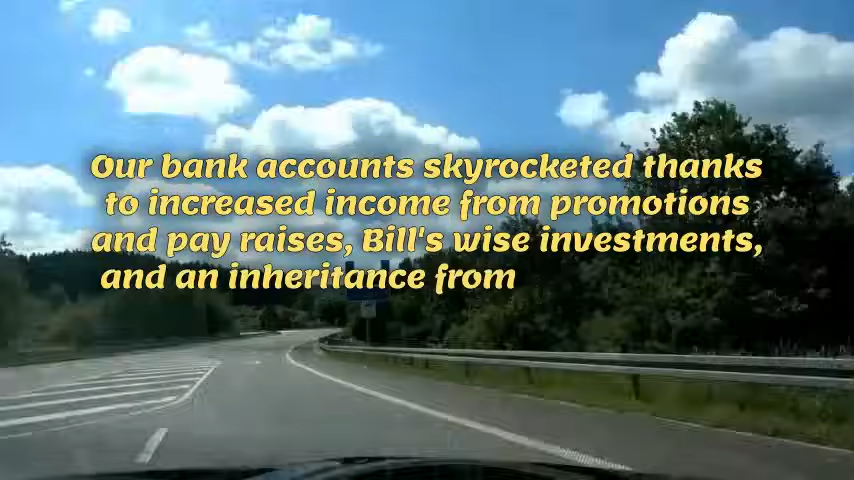 Our bank accounts skyrocketed thanks
to increased income from promotions
and pay raises, Bill's wise investments,
and an inheritance from